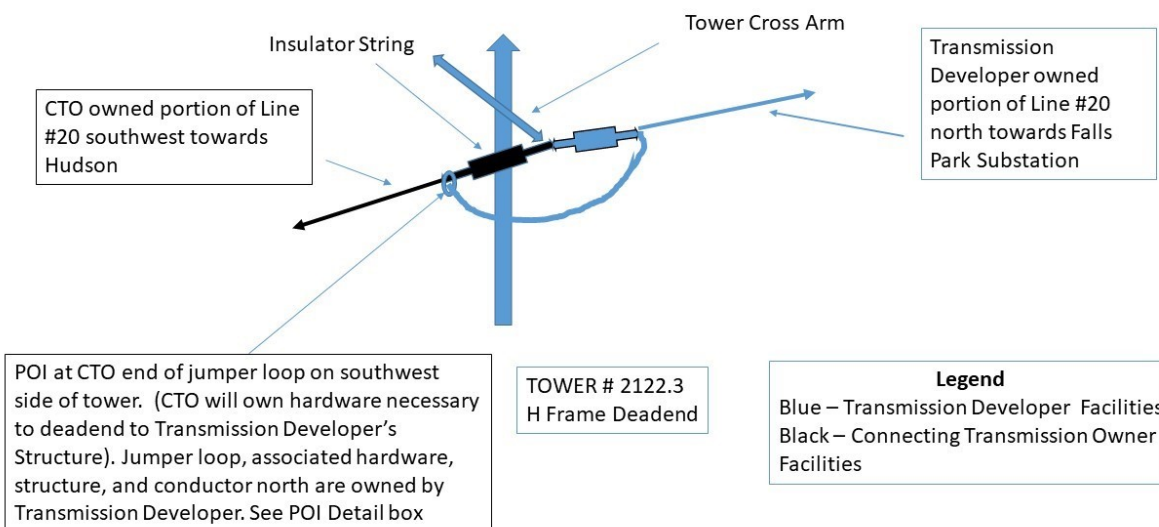 Insulator String
Tower Cross Arm
Transmission
Developer owned
portion of Line #20
north towards Falls
Park Substation
CTO owned portion of Line
#20 southwest towards
Hudson
POI at CTO end of jumper loop on southwest
side of tower.  (CTO will own hardware necessary
to deadend to Transmission Developer’s
Structure). Jumper loop, associated hardware,
structure, and conductor north are owned by
Transmission Developer. See POI Detail box
TOWER # 2122.3
H Frame Deadend
Legend
Blue – Transmission Developer  Facilities
Black – Connecting Transmission Owner
Facilities